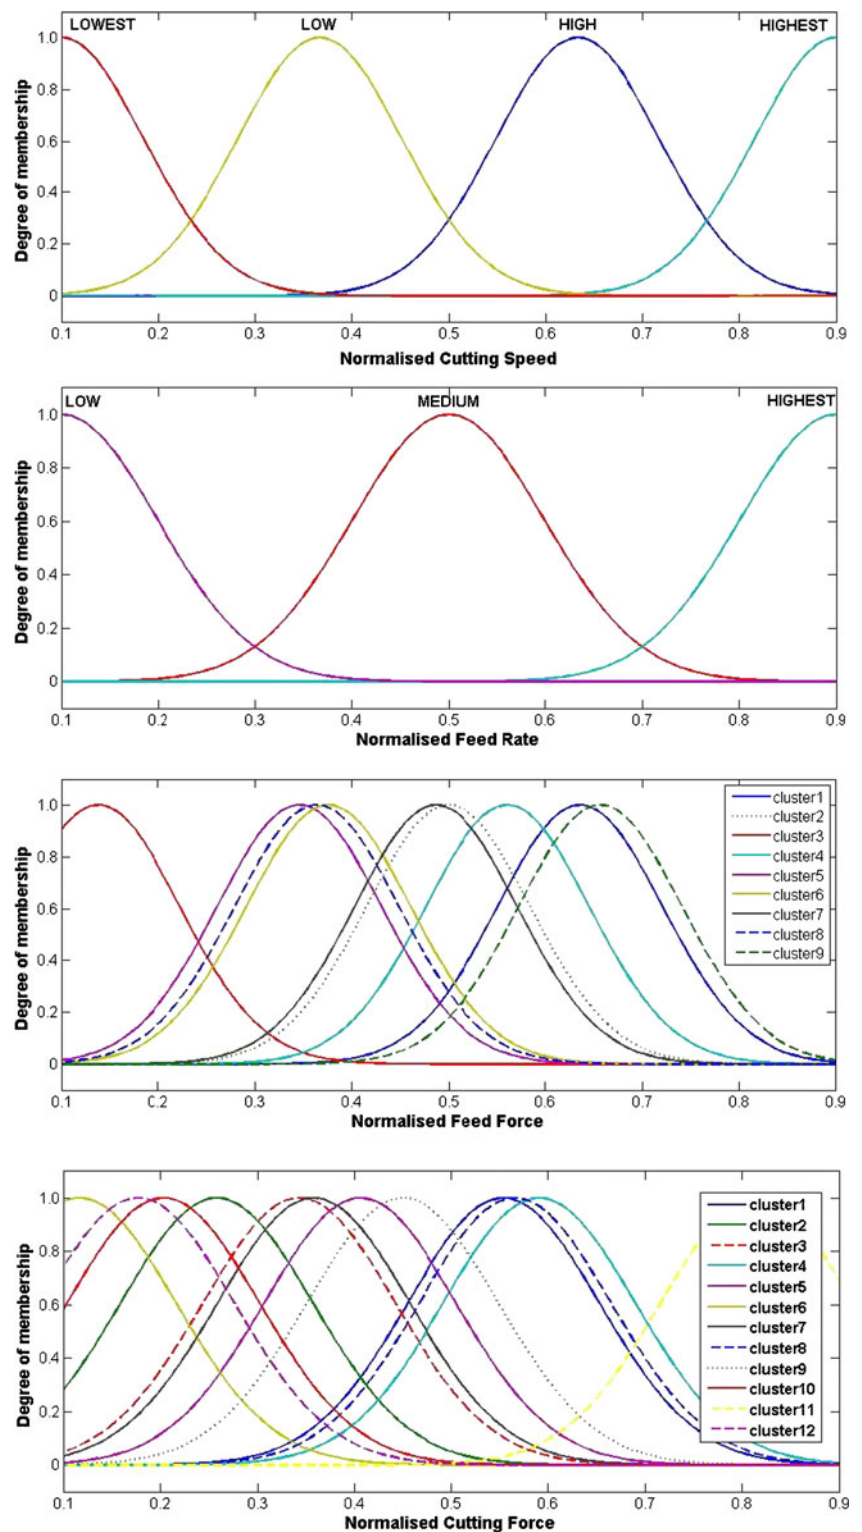 LOWEST LOW HIGH HIGHEST
1.0
0.8
0.6
0.4
0.2
0
Degree of membership
0.1 0.2 0.3 0.4 0.5 0.6 0.7 0.8 0.9
Normalised Cutting Speed
LOW MEDIUM HIGHEST
1.0
0.8
0.6
0.4
0.2
0
Degree of membership
0.1 0.2 0.3 0.4 0.5 0.6 0.7 0.8 0.9
Normalised Feed Rate
1.0
0.8
0.6
0.4
0.2
0
Degree of membership
cluster1
cluster2
cluster3
cluster4
cluster5
cluster6
cluster7
cluster8
cluster9
0.1 0.2 0.3 0.4 0.5 0.6 0.7 0.8 0.9
Normalised Feed Force
1.0
0.8
0.6
0.4
0.2
0
Degree of membership
cluster1
cluster2
cluster3
cluster4
cluster5
cluster6
cluster7
cluster8
cluster9
cluster10
cluster11
cluster12
0.1 0.2 0.3 0.4 0.5 0.6 0.7 0.8 0.9
Normalised Cutting Force